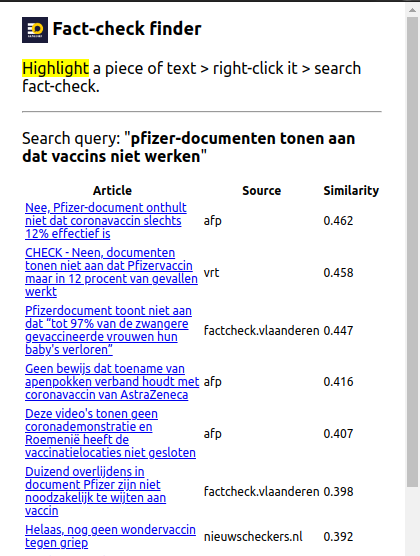 Fact-check finder
Highlight a piece of text > right-click it > search
fact-check.
Search query: "pfizer-documenten tonen aan
dat vaccins niet werken"
Article Source Similarity
Nee, Pfizer-document onthult
niet dat coronavaccin slechts
12% effectief is
afp 0.462
CHECK - Neen, documenten
tonen niet aan dat Pfizervaccin
maar in 12 procent van gevallen
werkt
vrt 0.458
Pfizerdocument toont niet aan
dat “tot 97% van de zwangere
gevaccineerde vrouwen hun
baby's verloren”
factcheck.vlaanderen 0.447
Geen bewijs dat toename van
apenpokken verband houdt met
coronavaccin van AstraZeneca
afp 0.416
Deze video's tonen geen
coronademonstratie en
Roemenië heeft de
vaccinatielocaties niet gesloten
afp 0.407
Duizend overlijdens in
document Pfizer zijn niet
noodzakelijk te wijten aan
vaccin
factcheck.vlaanderen 0.398
Helaas, nog geen wondervaccin
tegen griep
nieuwscheckers.nl 0.392